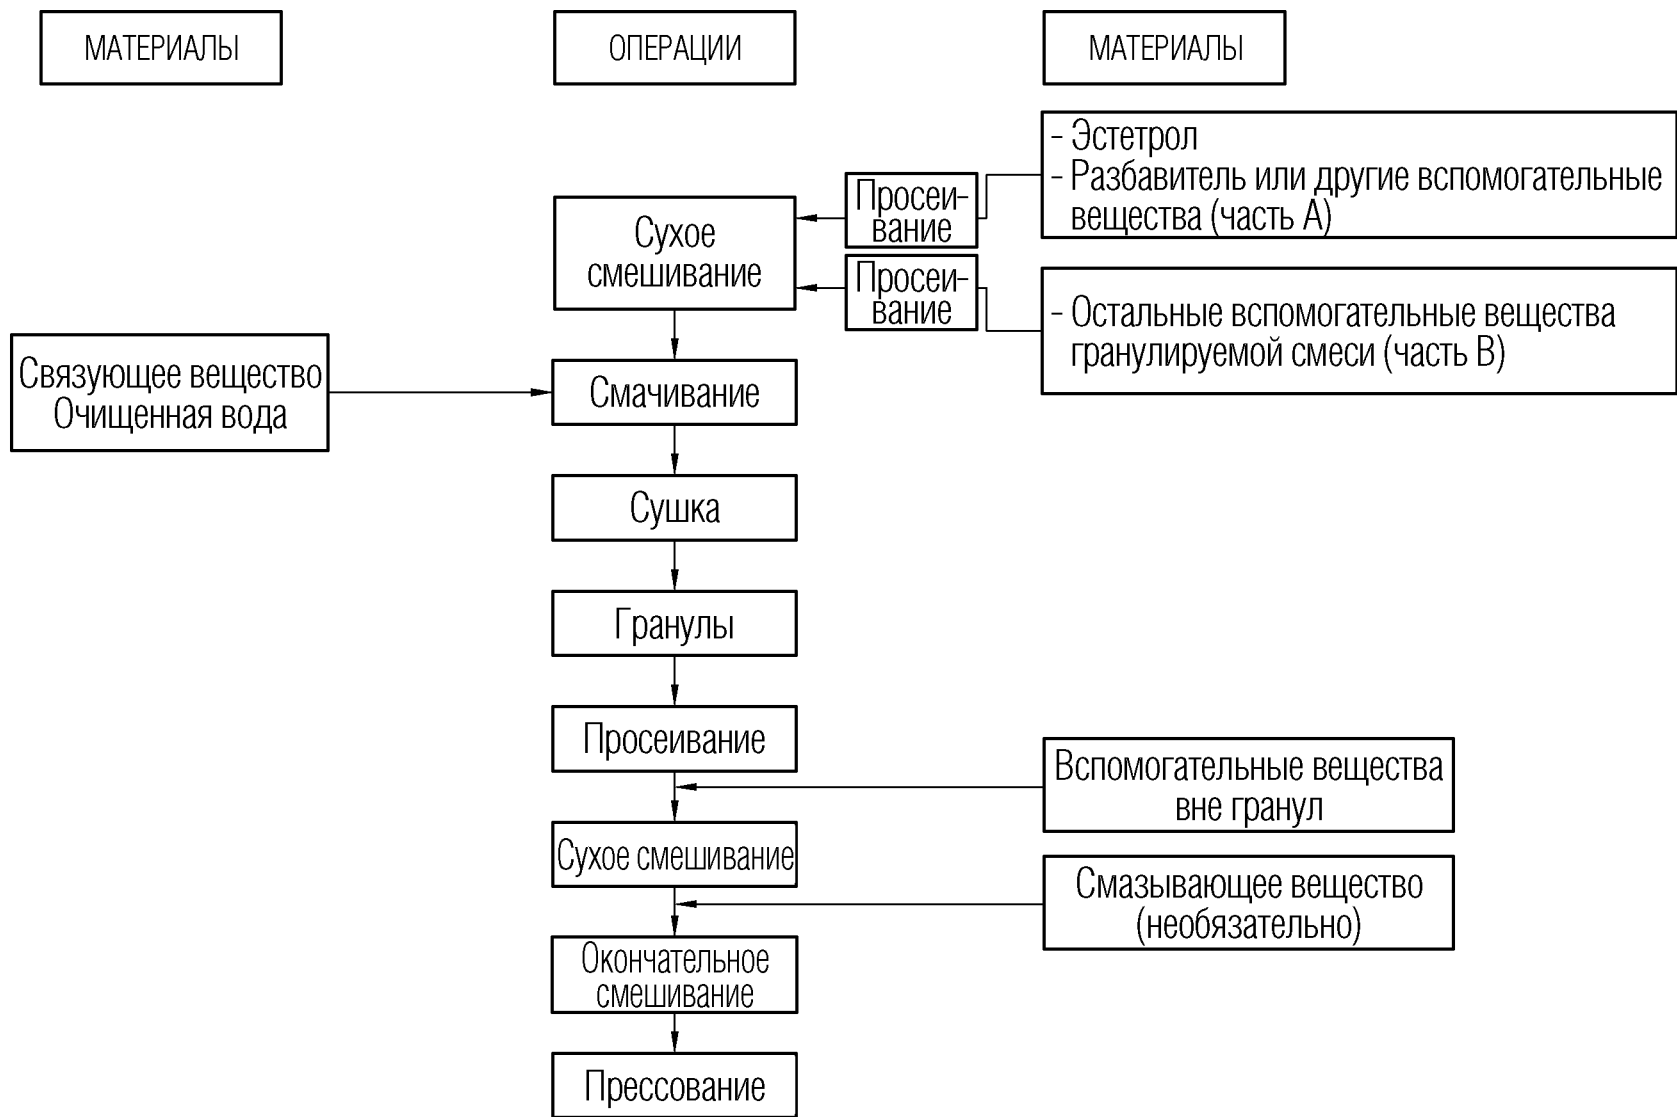 МАТЕРИАЛЫ
ОПЕРАЦИИ
МАТЕРИАЛЫ
- Эстетрол
- Разбавитель или другие вспомогательные
вещества (часть А)
Просеи-
вание
Сухое
смешивание
Просеи-
вание
- Остальные вспомогательные вещества
гранулируемой смеси (часть В)
Связующее вещество
Очищенная вода
Смачивание
Сушка
Гранулы
Просеивание
Вспомогательные вещества
вне гранул
Сухое смешивание
Смазывающее вещество
(необязательно)
Окончательное
смешивание
Прессование